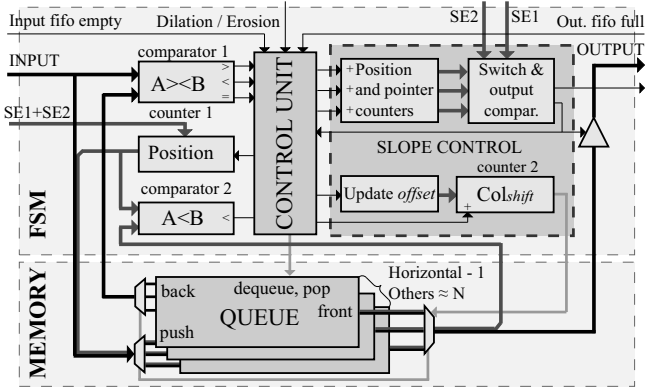 Input fifo empty
Dilation / Erosion
SE2
SE1
Out. fifo full
INPUT
OUTPUT
comparator 1
A><B
>
<
=
CONTROL UNIT
+Position
+and pointer
+counters
Switch &
output
compar.
SE1+SE2
counter 1
Position
SLOPE CONTROL
counter 2
comparator 2
A<B
<
Update offset
Colshift
+
FSM
MEMORY
Horizontal - 1
Others ≈ N
dequeue, pop
back
QUEUE
front
push